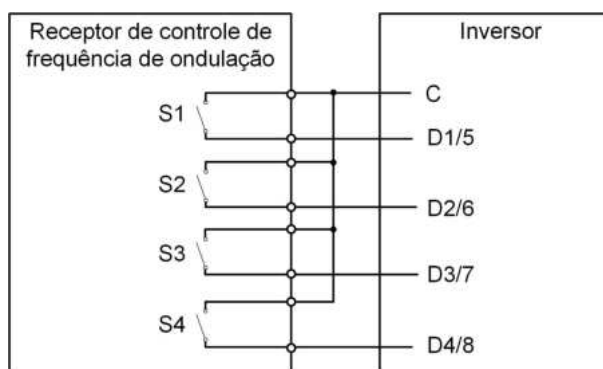 Receptor de controle de
frequência de ondulação
Inversor
S1
C
D1/5
S2
D2/6
S3
D3/7
S4
D4/8